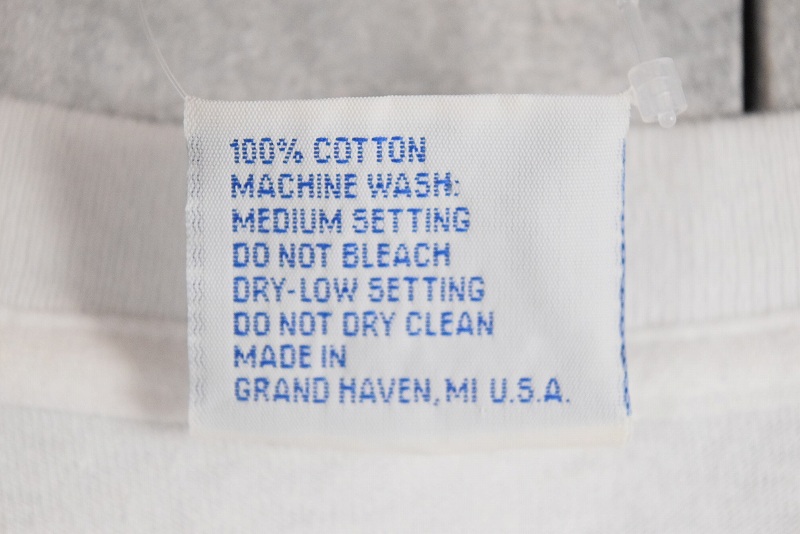 100% COTTON
MACHINE WASH:
MEDIUM SETTING
DO NOT BLEACH
DRY-LOW SETTING
DO NOT DRY CLEAN
MADE IN
GRAND HAVEN, MI U.S.A.